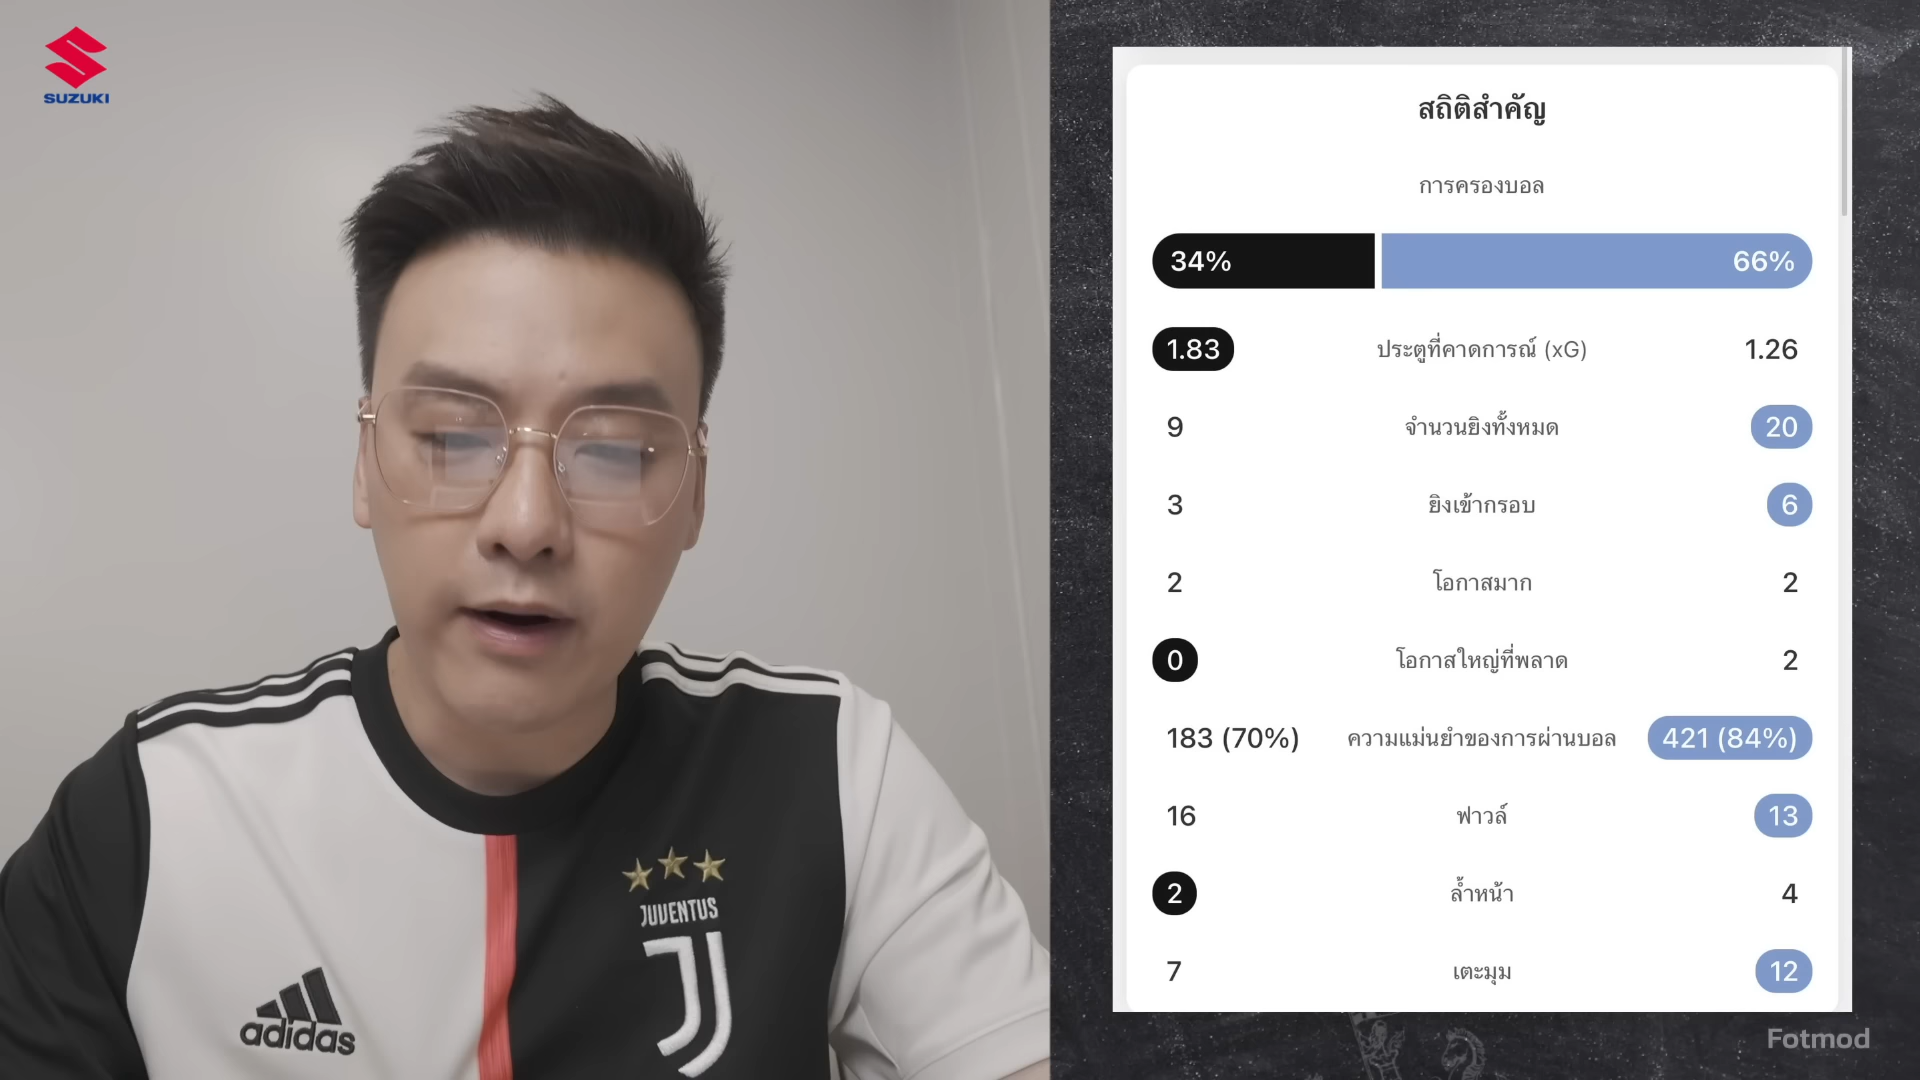 SUZUKI
JUVENTUS
adidas
สถิติสำคัญ
การครองบอล
34% 66%
1.83 ประตูที่คาดการณ์ (xG) 1.26
9 จำนวนยิงทั้งหมด 20
3 ยิงเข้ากรอบ 6
2 โอกาสมาก 2
0 โอกาสใหญ่ที่พลาด 2
183 (70%) ความแม่นยำของการผ่านบอล 421 (84%)
16 ฟาวล์ 13
2 ล้ำหน้า 4
7 เตะมุม 12
Fotmod